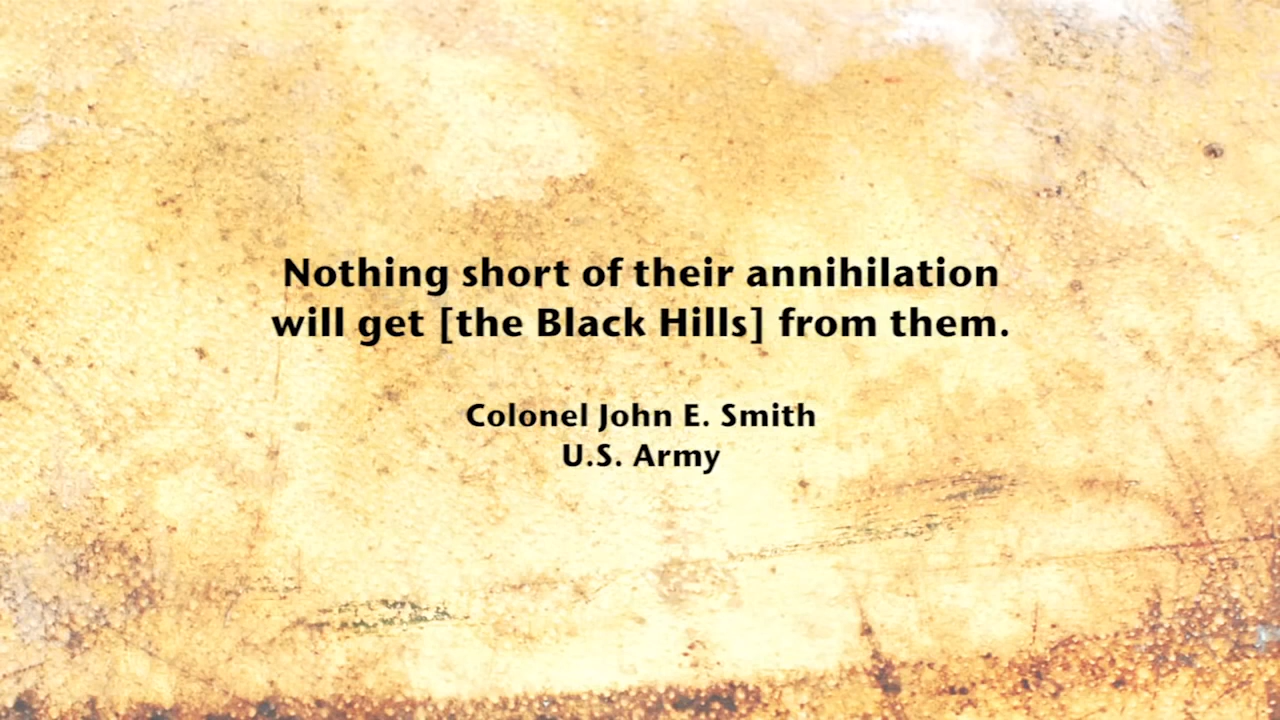 Nothing short of their annihilation
will get [the Black Hills] from them.
Colonel John E. Smith
U.S. Army